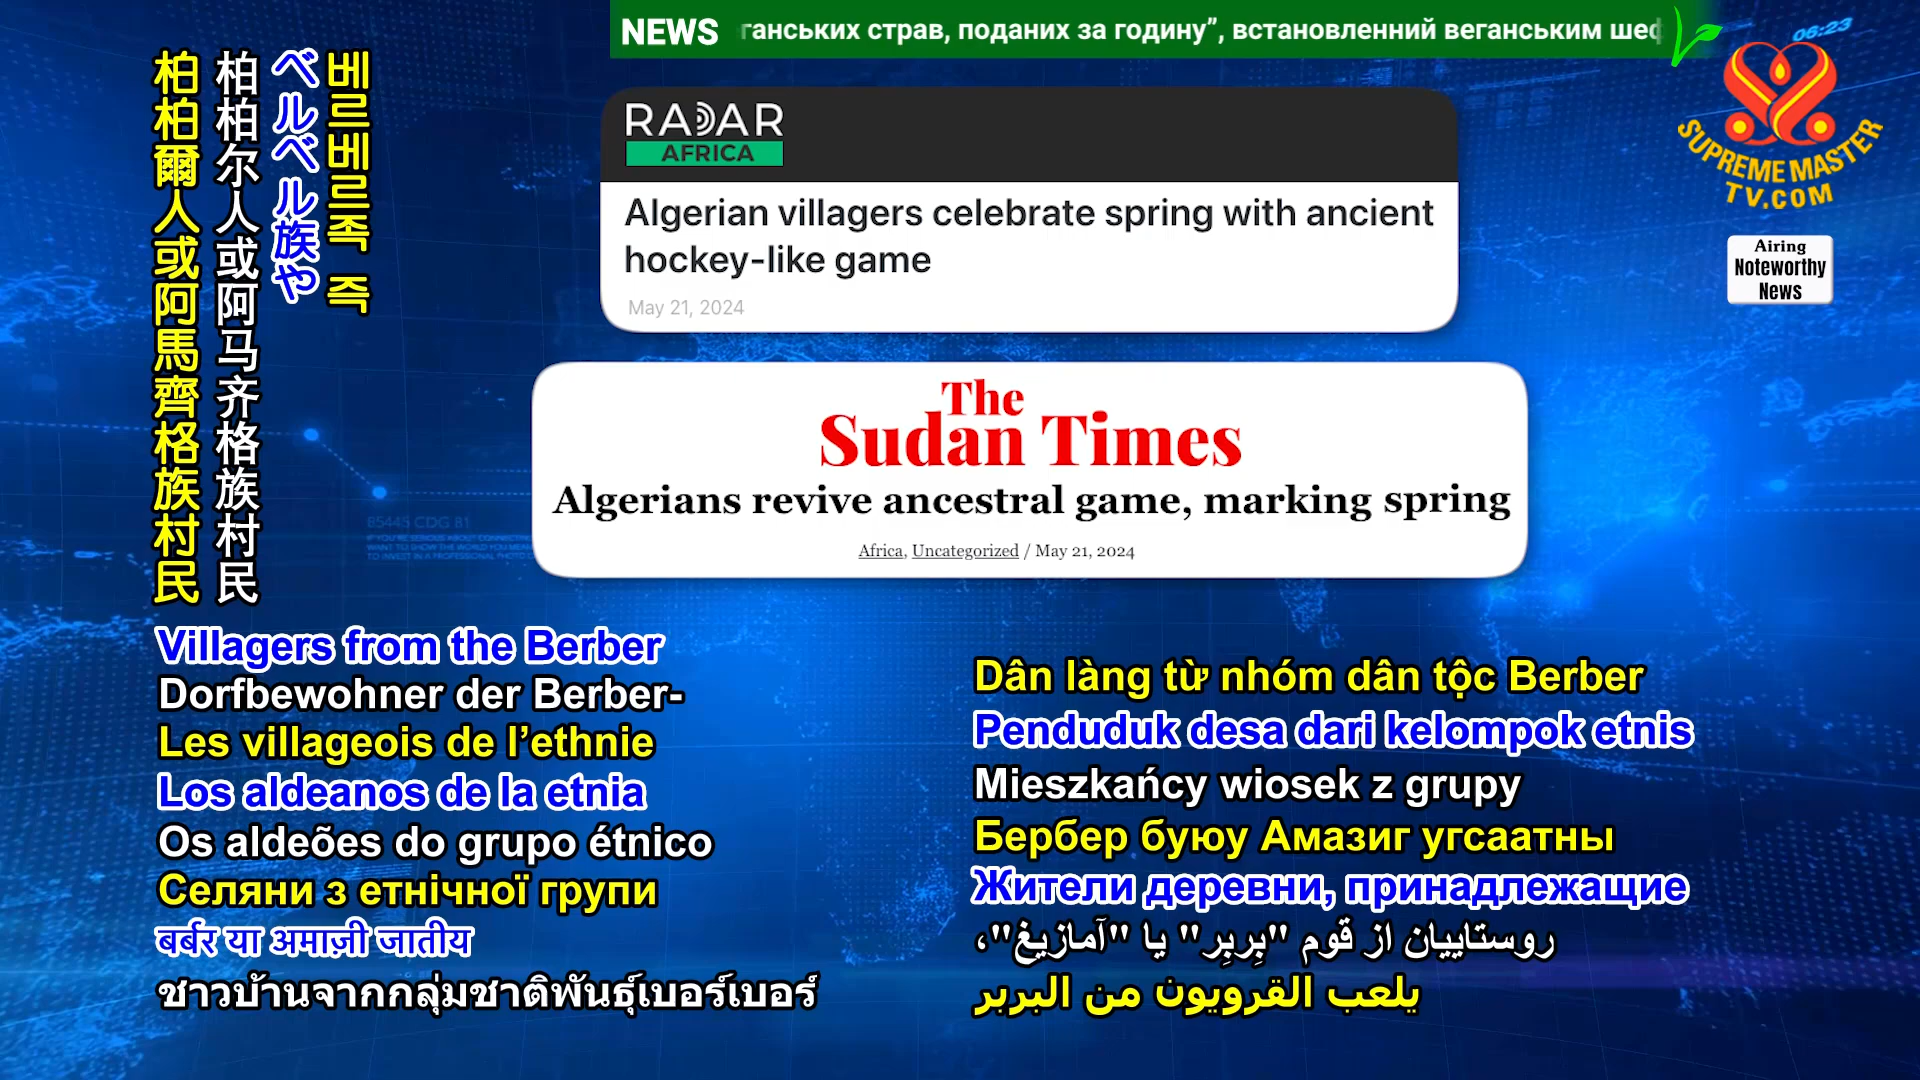 NEWS
ганських страв, поданих за годину”, встановленний веганським
06:23
SUPREME MASTER
TV.COM
Airing
Noteworthy
News
RADAR
AFRICA
Algerian villagers celebrate spring with ancient
hockey-like game
May 21, 2024
The
Sudan Times
Algerians revive ancestral game, marking spring
Africa, Uncategorized / May 21, 2024
베르베르족 즉
ベルベル族や
柏柏尔人或阿马齐格族村民
柏柏爾人或阿馬齊格族村民
85445 CDG 81
Villagers from the Berber
Dorfbewohner der Berber-
Les villageois de l’ethnie
Los aldeanos de la etnia
Os aldeões do grupo étnico
Селяни з етнічної групи
बर्बर या अमाज़ी जातीय
ชาวบ้านจากกลุ่มชาติพันธุ์เบอร์เบอร์
Dân làng từ nhóm dân tộc Berber
Penduduk desa dari kelompok etnis
Mieszkańcy wiosek z grupy
Бербер буюу Амазиг угсаатны
Жители деревни, принадлежащие
روستاییان از قوم "بِربِر" یا "آمازیغ"،
يلعب القرويون من البربر